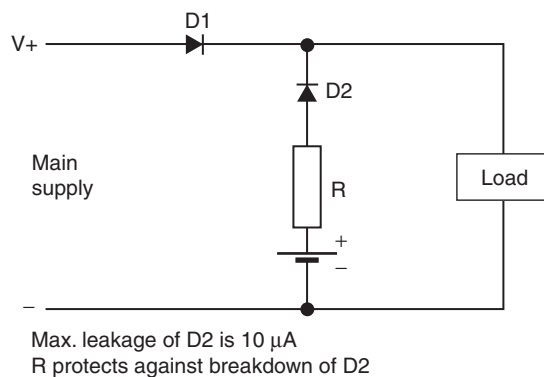 D1
V+
D2
Main
supply
Load
R
+
−
−
Max. leakage of D2 is 10 μA
R protects against breakdown of D2